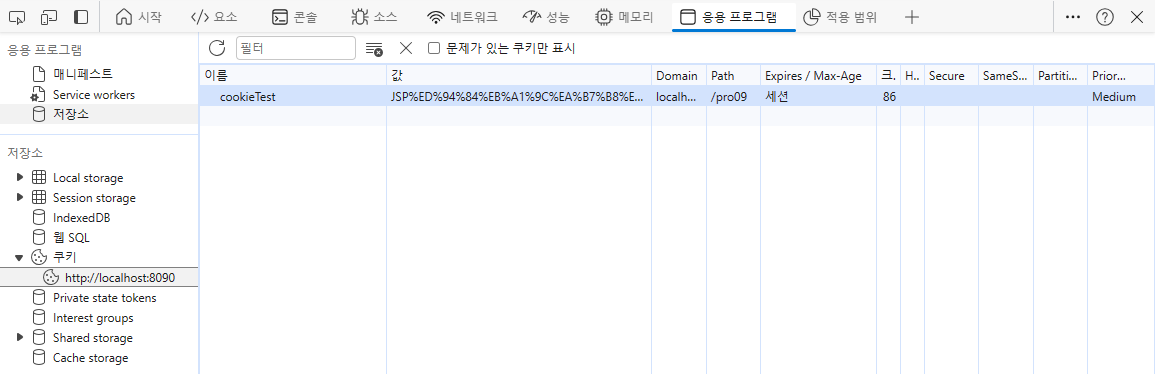 시작 요소 콘솔 소스 네트워크 성능 메모리 응용 프로그램 적용 범위
응용 프로그램
매니페스트
Service workers
저장소
저장소
Local storage
Session storage
IndexedDB
웹 SQL
쿠키
http://localhost:8090
Private state tokens
Interest groups
Shared storage
Cache storage
필터 문제가 있는 쿠키만 표시
이름 값 Domain Path Expires / Max-Age 크. H.. Secure SameS... Partiti... Prior...
cookieTest JSP%ED%94%84%EB%A1%9C%EA%B7%B8%E... localh... /pro09 세션 86 Medium